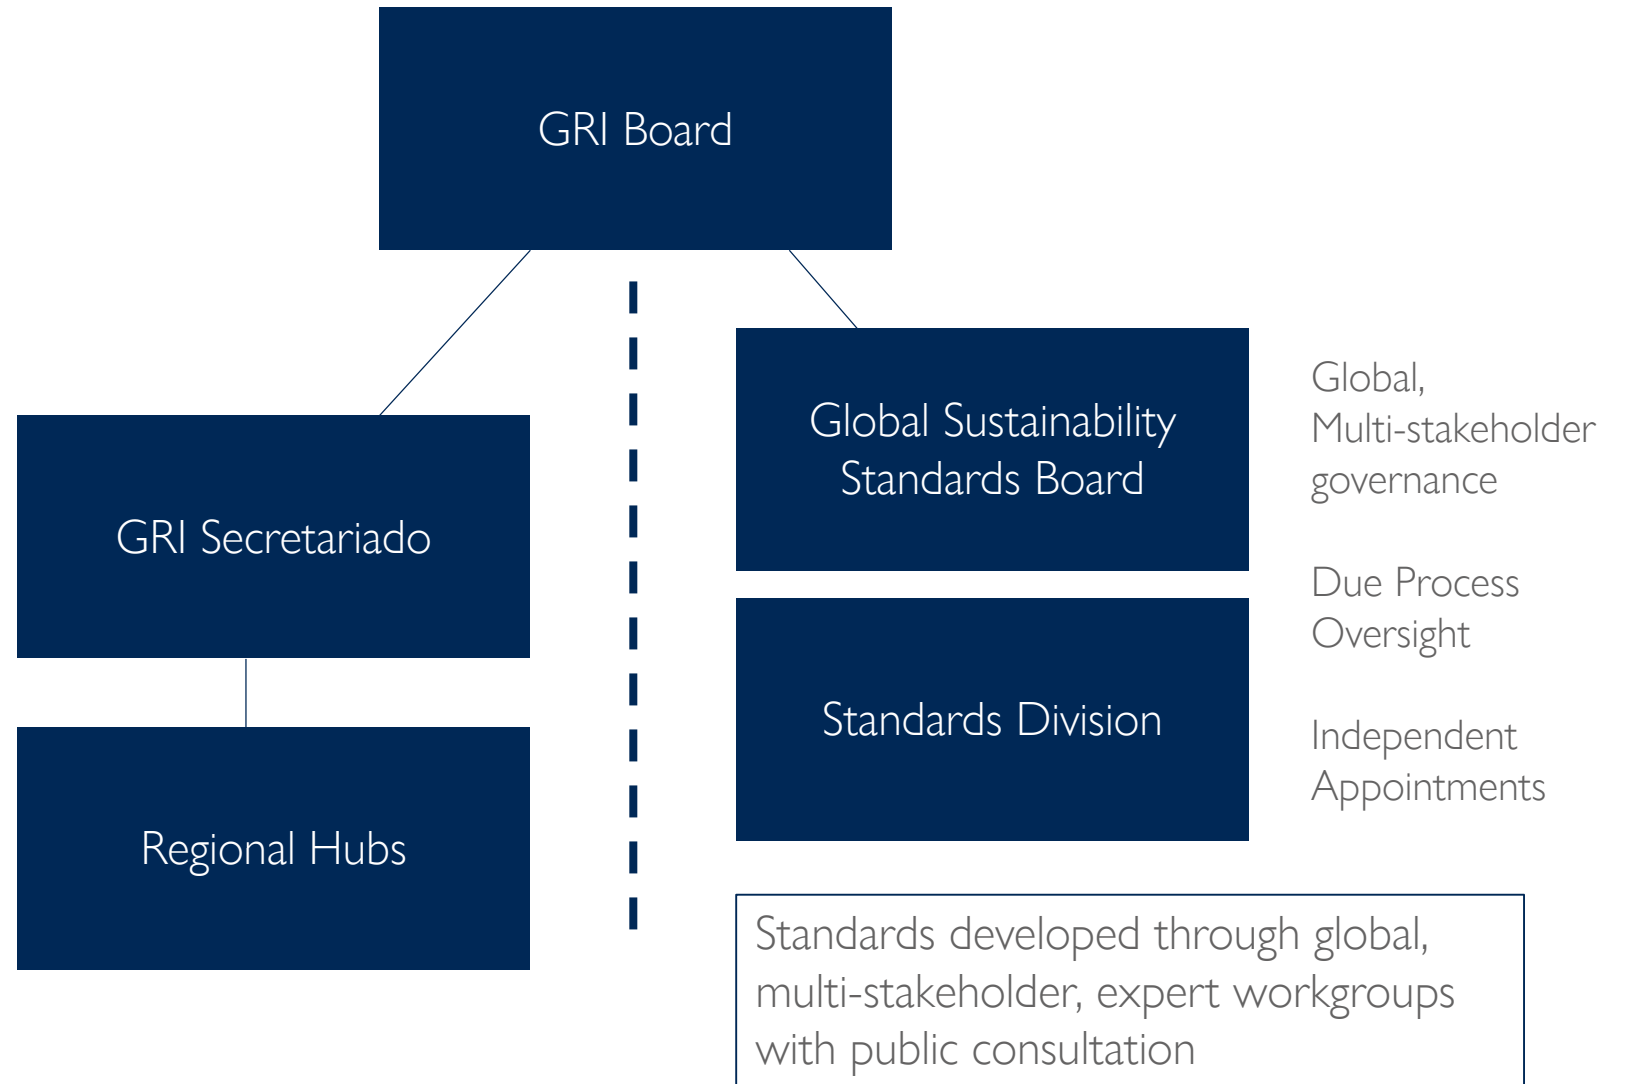 GRI Board
Global Sustainability
Standards Board
GRI Secretariado
Standards Division
Regional Hubs
Global,
Multi-stakeholder
governance
Due Process
Oversight
Independent
Appointments
Standards developed through global,
multi-stakeholder, expert workgroups
with public consultation